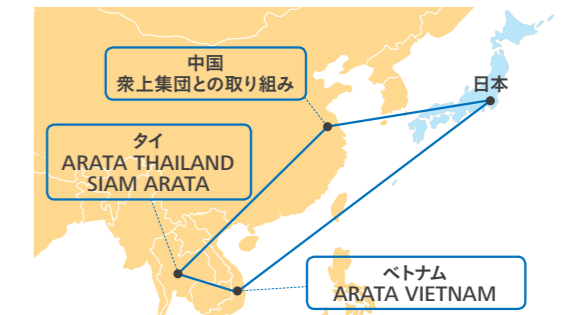 中国
衆上集団との取り組み
日本
タイ
ARATA THAILAND
SIAM ARATA
ベトナム
ARATA VIETNAM